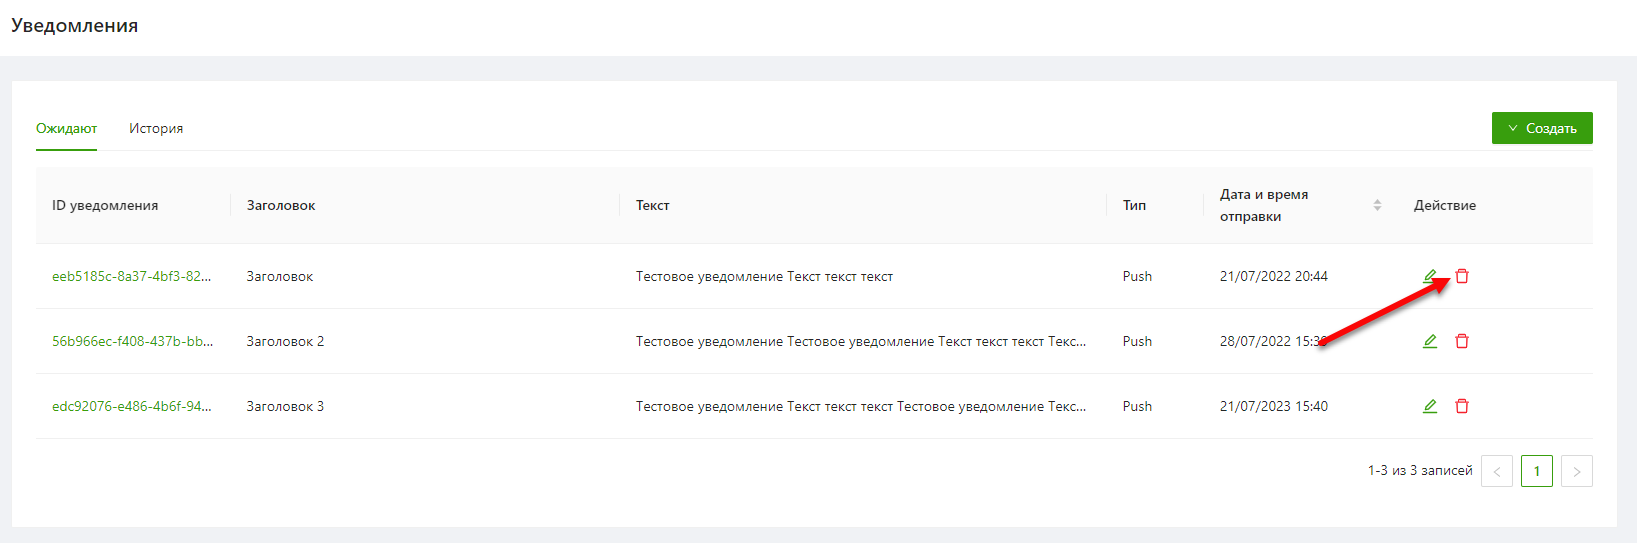 Уведомления
Ожидают История Создать
ID уведомления Заголовок Текст Тип Дата и время отправки Действие
eeb5185c-8a37-4bf3-82... Заголовок Тестовое уведомление Текст текст текст Push 21/07/2022 20:44
56b966ec-f408-437b-bb... Заголовок 2 Тестовое уведомление Тестовое уведомление Текст текст текст Текс... Push 28/07/2022
edc92076-e486-4b6f-94... Заголовок 3 Тестовое уведомление Текст текст текст Тестовое уведомление Текс... Push 21/07/2023 15:40
1-3 из 3 записей < 1 >